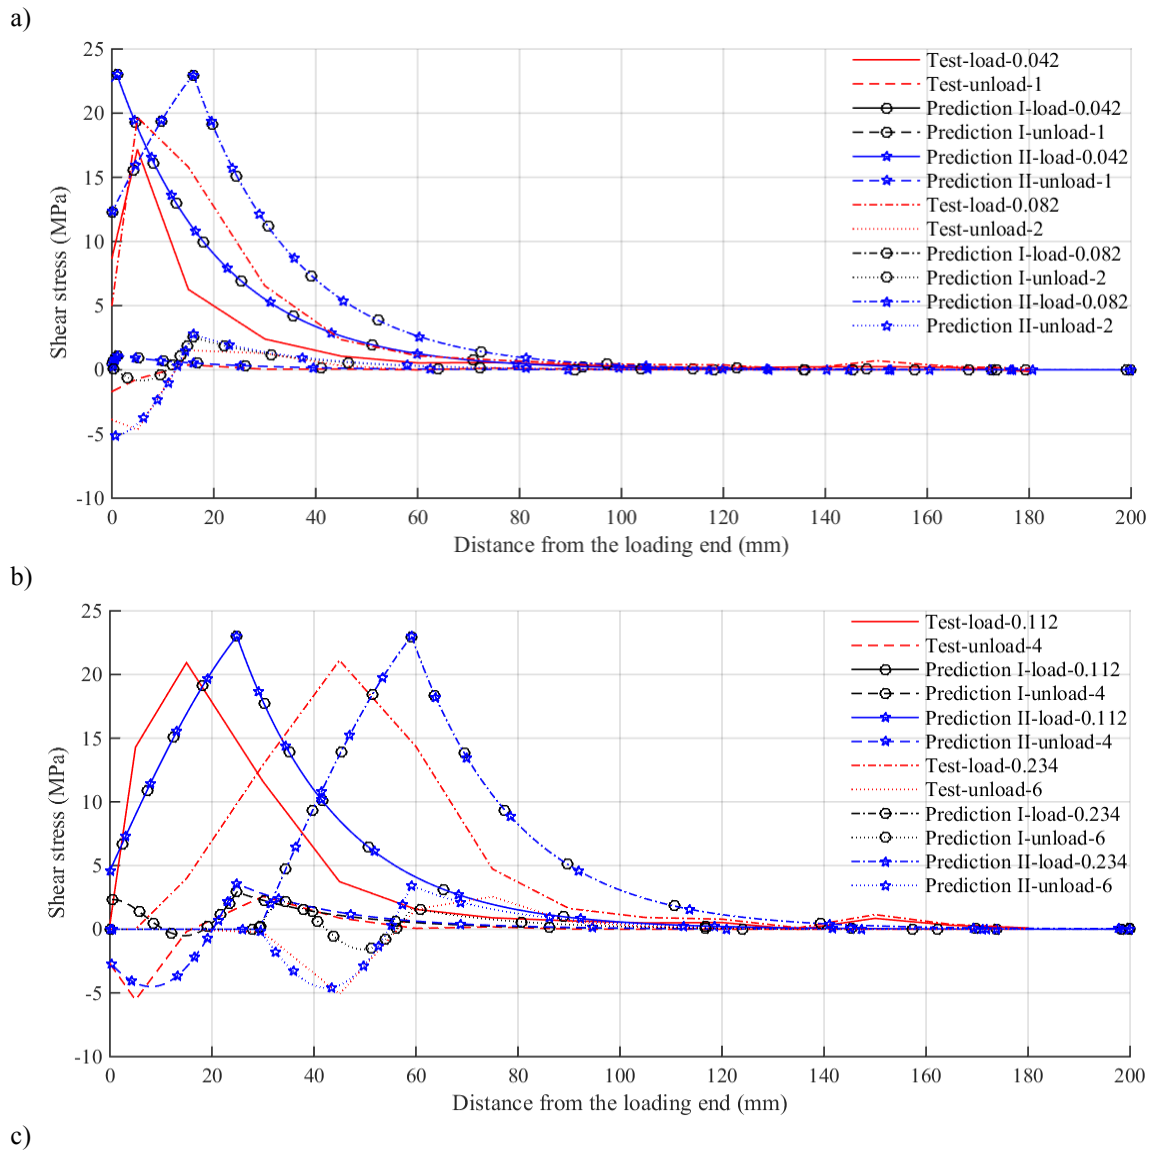 a)
25
20
15
10
5
0
-5
-10
Shear stress (MPa)
0 20 40 60 80 100 120 140 160 180 200
Distance from the loading end (mm)
Test-load-0.042
Test-unload-1
Prediction I-load-0.042
Prediction I-unload-1
Prediction II-load-0.042
Prediction II-unload-1
Test-load-0.082
Test-unload-2
Prediction I-load-0.082
Prediction I-unload-2
Prediction II-load-0.082
Prediction II-unload-2
b)
25
20
15
10
5
0
-5
-10
Shear stress (MPa)
0 20 40 60 80 100 120 140 160 180 200
Distance from the loading end (mm)
Test-load-0.112
Test-unload-4
Prediction I-load-0.112
Prediction I-unload-4
Prediction II-load-0.112
Prediction II-unload-4
Test-load-0.234
Test-unload-6
Prediction I-load-0.234
Prediction I-unload-6
Prediction II-load-0.234
Prediction II-unload-6
c)